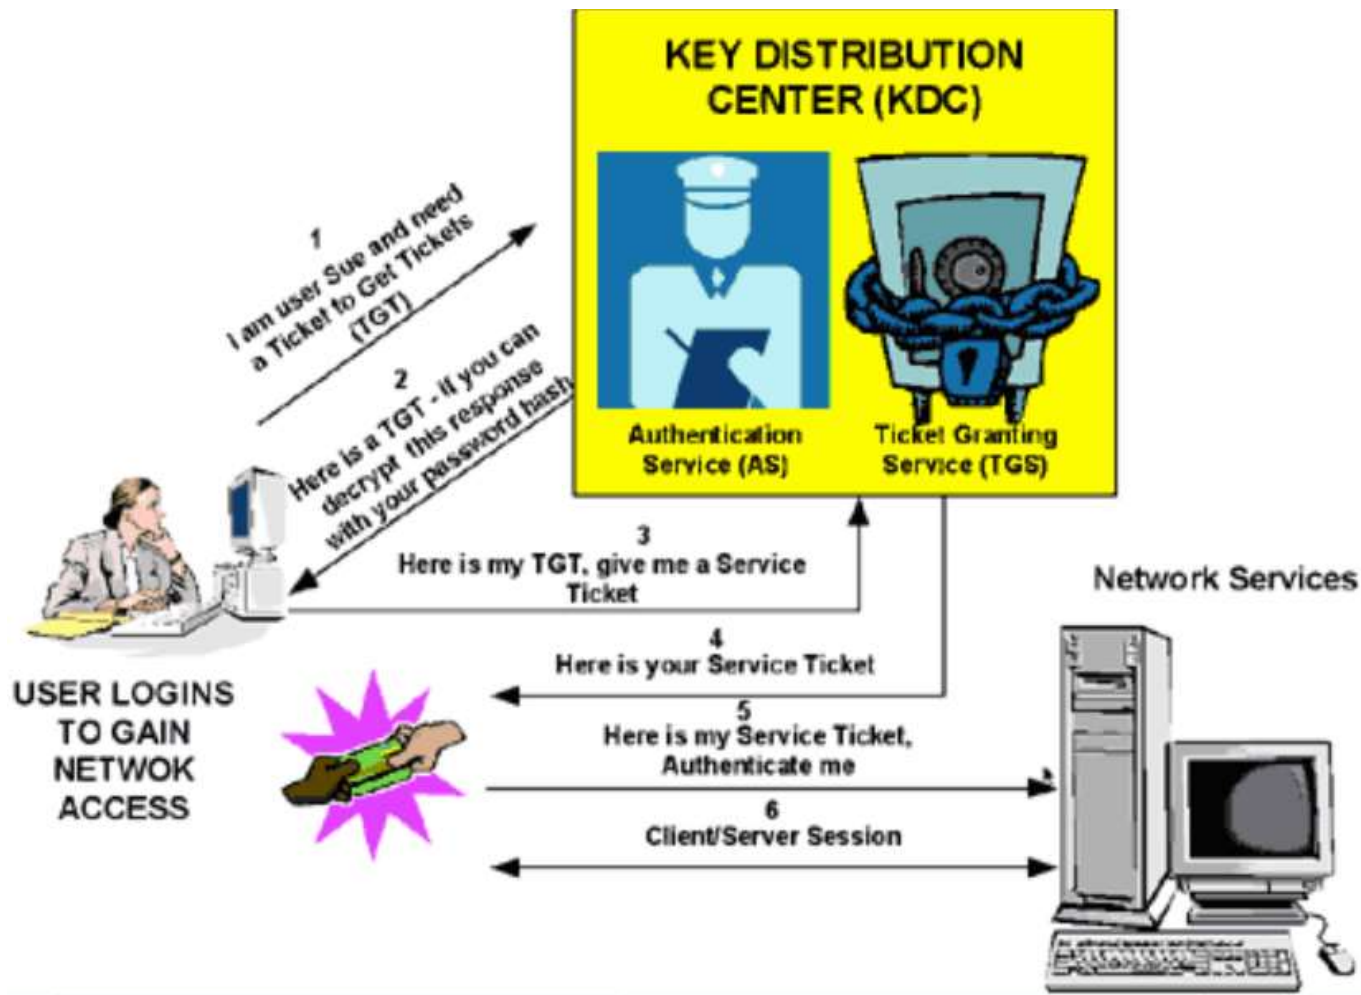 KEY DISTRIBUTION
CENTER (KDC)
Authentication
Service (AS)
Ticket Granting
Service (TGS)
1
I am user Sue and need
a Ticket to Get Tickets
(TGT)
2
Here is a TGT - if you can
decrypt this response
with your password hash
3
Here is my TGT, give me a Service
Ticket
4
Here is your Service Ticket
5
Here is my Service Ticket,
Authenticate me
6
Client/Server Session
USER LOGINS
TO GAIN
NETWOK
ACCESS
Network Services